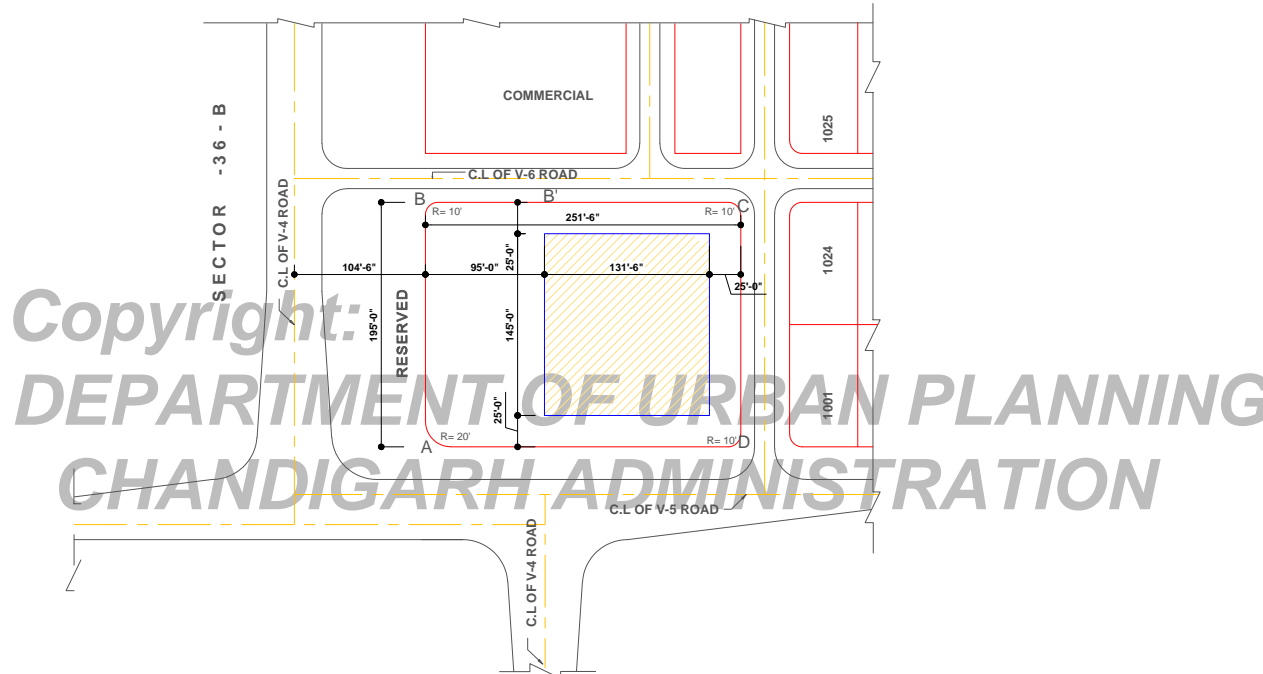 COMMERCIAL
1025
SECTOR -36-B
C.L OF V-4 ROAD
C.L OF V-6 ROAD
B
B'
C
R= 10'
R= 10'
251'-6"
25'-0"
104'-6"
95'-0"
131'-6"
25'-0"
1024
195'-0"
RESERVED
145'-0"
25'-0"
1001
R= 20'
R= 10'
A
D
Copyright:
DEPARTMENT OF URBAN PLANNING
CHANDIGARH ADMINISTRATION
C.L OF V-5 ROAD
C.L OF V-4 ROAD